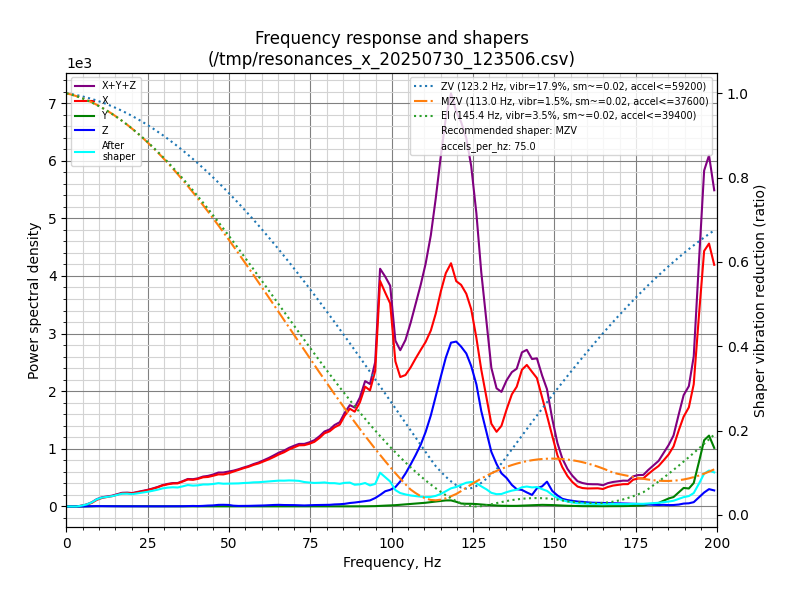 Frequency response and shapers
(/tmp/resonances_x_20250730_123506.csv)
1e3
X+Y+Z
X
Y
Z
After
shaper
ZV (123.2 Hz, vibr=17.9%, sm~=0.02, accel<=59200)
MZV (113.0 Hz, vibr=1.5%, sm~=0.02, accel<=37600)
EI (145.4 Hz, vibr=3.5%, sm~=0.02, accel<=39400)
Recommended shaper: MZV
accels_per_hz: 75.0
7
6
5
4
3
2
1
0
Power spectral density
1.0
0.8
0.6
0.4
0.2
0.0
Shaper vibration reduction (ratio)
0 25 50 75 100 125 150 175 200
Frequency, Hz